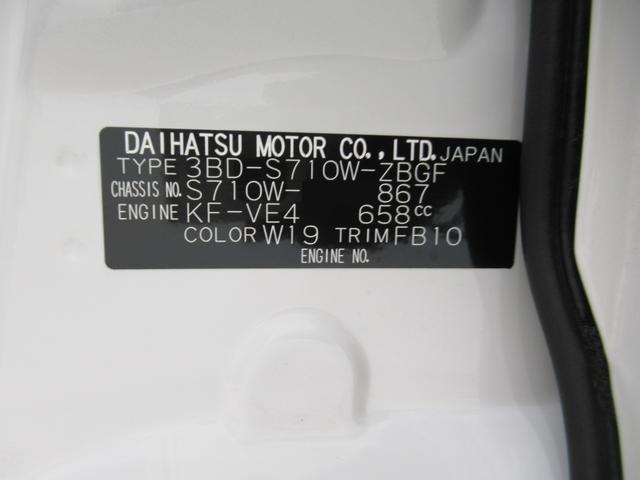 DAIHATSU MOTOR CO.,LTD. JAPAN
TYPE 3BD-S710W-ZBGF
CHASSIS NO. S710W- 867
ENGINE KF-VE4 658cc
COLOR W19 TRIM FB10
ENGINE NO.